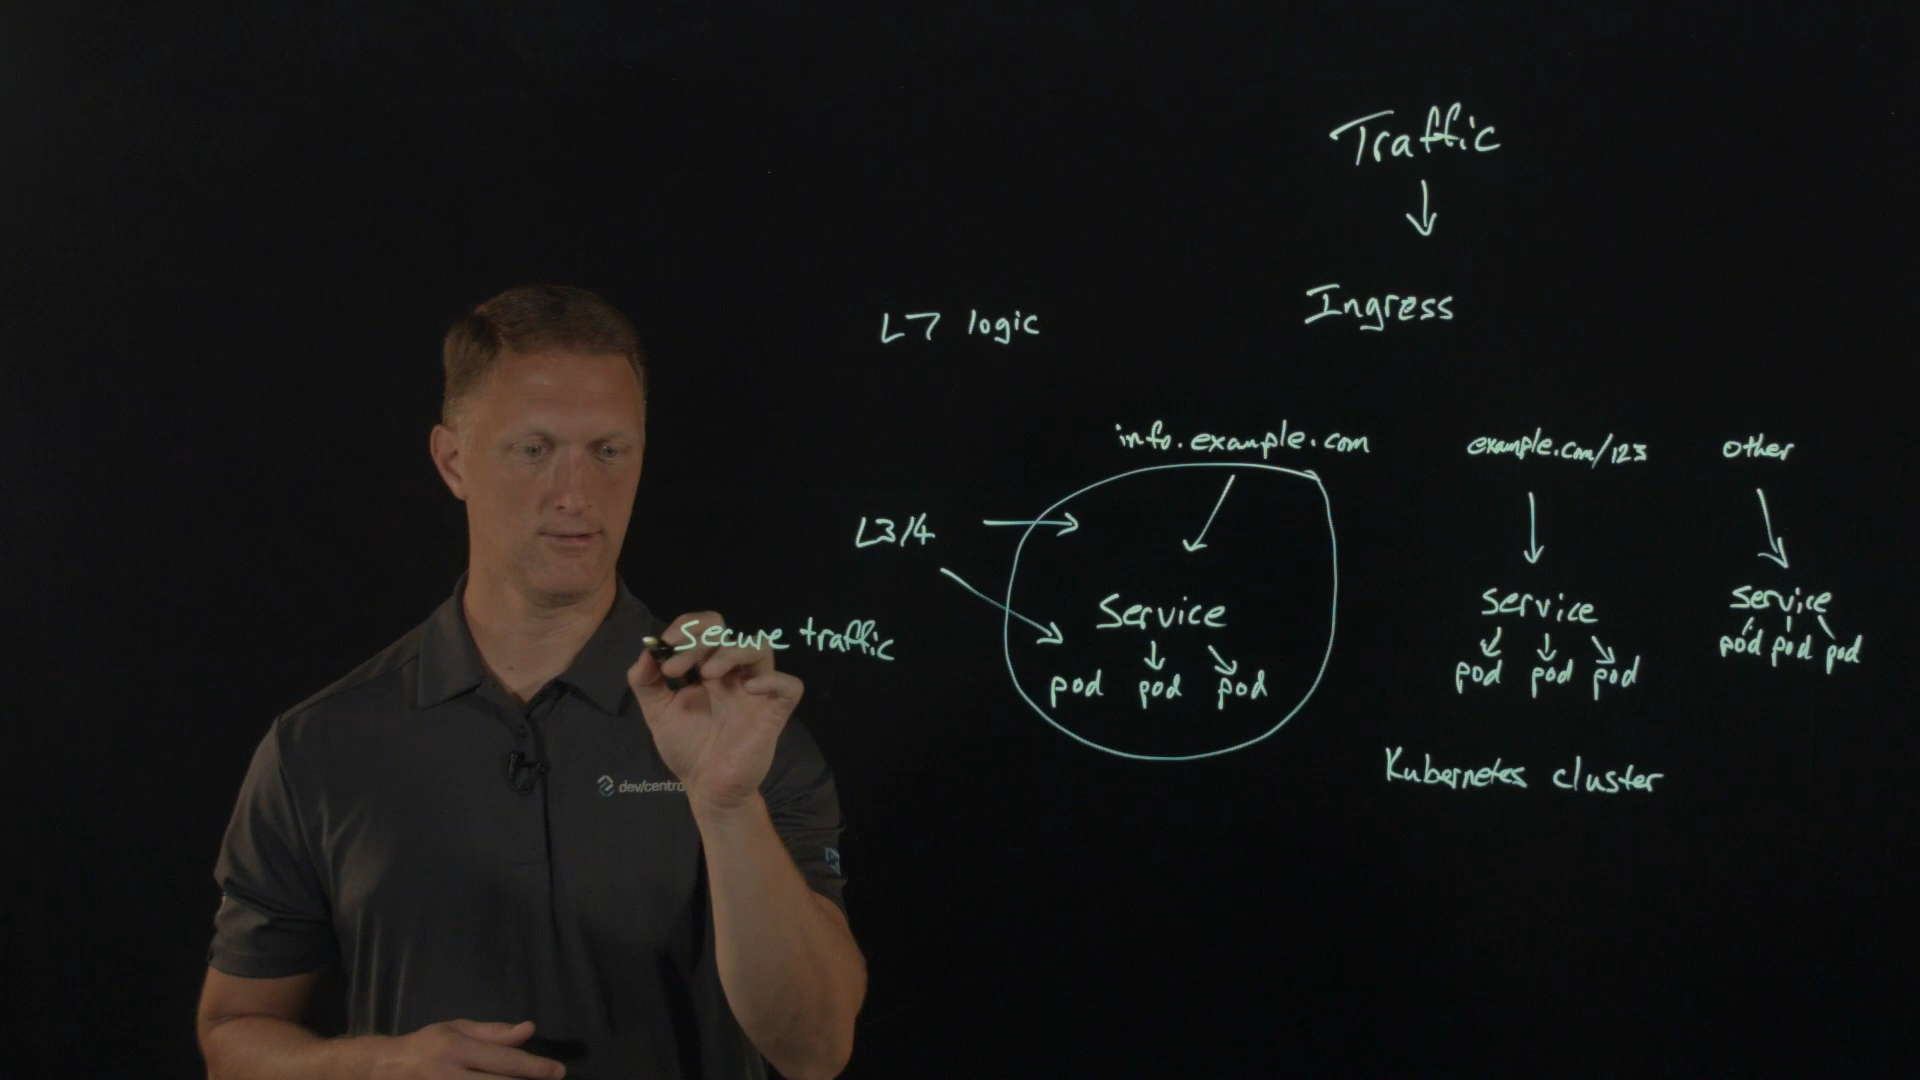 Traffic
Ingress
L7 logic
info.example.com
example.com/123
other
L3/4
Service
service
service
pod pod pod
pod pod pod
pod pod pod
Secure traffic
Kubernetes cluster
dev/centra